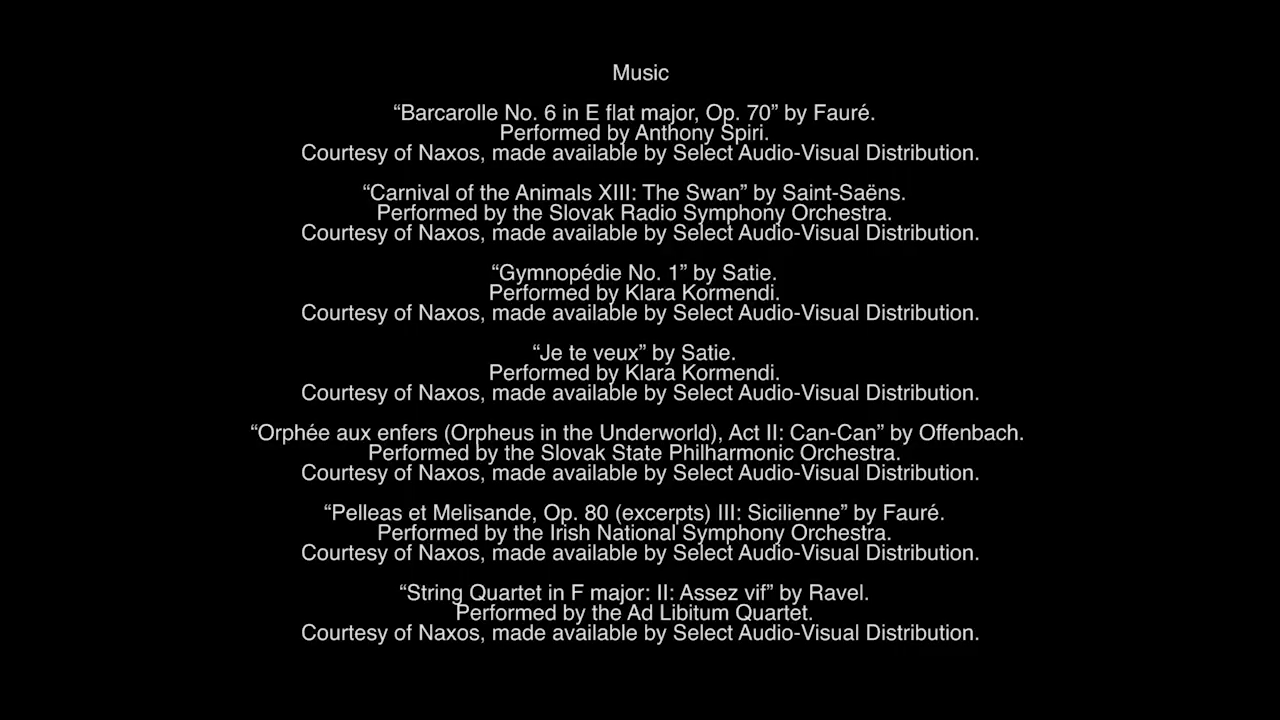 Music
“Barcarolle No. 6 in E flat major, Op. 70” by Fauré.
Performed by Anthony Spiri.
Courtesy of Naxos, made available by Select Audio-Visual Distribution.
“Carnival of the Animals XIII: The Swan” by Saint-Saëns.
Performed by the Slovak Radio Symphony Orchestra.
Courtesy of Naxos, made available by Select Audio-Visual Distribution.
“Gymnopédie No. 1” by Satie.
Performed by Klara Kormendi.
Courtesy of Naxos, made available by Select Audio-Visual Distribution.
“Je te veux” by Satie.
Performed by Klara Kormendi.
Courtesy of Naxos, made available by Select Audio-Visual Distribution.
“Orphée aux enfers (Orpheus in the Underworld), Act II: Can-Can” by Offenbach.
Performed by the Slovak State Philharmonic Orchestra.
Courtesy of Naxos, made available by Select Audio-Visual Distribution.
“Pelleas et Melisande, Op. 80 (excerpts) III: Sicilienne” by Fauré.
Performed by the Irish National Symphony Orchestra.
Courtesy of Naxos, made available by Select Audio-Visual Distribution.
“String Quartet in F major: II: Assez vif” by Ravel.
Performed by the Ad Libitum Quartet.
Courtesy of Naxos, made available by Select Audio-Visual Distribution.